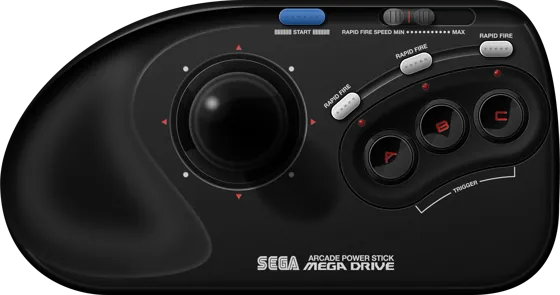 START
RAPID FIRE SPEED MIN MAX
RAPID FIRE
RAPID FIRE
RAPID FIRE
A
B
C
TRIGGER
SEGA
ARCADE POWER STICK
MEGA DRIVE